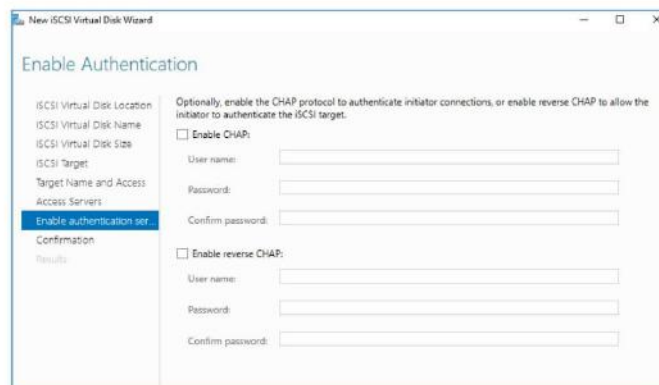 New iSCSI Virtual Disk Wizard
Enable Authentication
iSCSI Virtual Disk Location
iSCSI Virtual Disk Name
iSCSI Virtual Disk Size
iSCSI Target
Target Name and Access
Access Servers
Enable authentication ser...
Confirmation
Results
Optionally, enable the CHAP protocol to authenticate initiator connections, or enable reverse CHAP to allow the
initiator to authenticate the iSCSI target.
Enable CHAP:
User name:
Password:
Confirm password:
Enable reverse CHAP:
User name:
Password:
Confirm password: